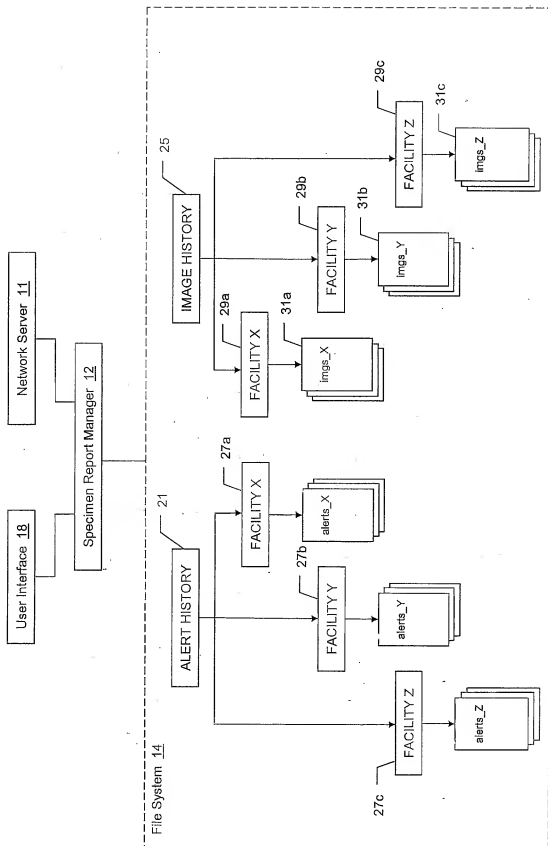 User Interface 18
Network Server 11
Specimen Report Manager 12
File System 14
21
ALERT HISTORY
25
IMAGE HISTORY
27a
FACILITY X
alerts_X
27b
FACILITY Y
alerts_Y
27c
FACILITY Z
alerts_Z
29a
FACILITY X
31a
imgs_X
29b
FACILITY Y
31b
imgs_Y
29c
FACILITY Z
31c
imgs_Z